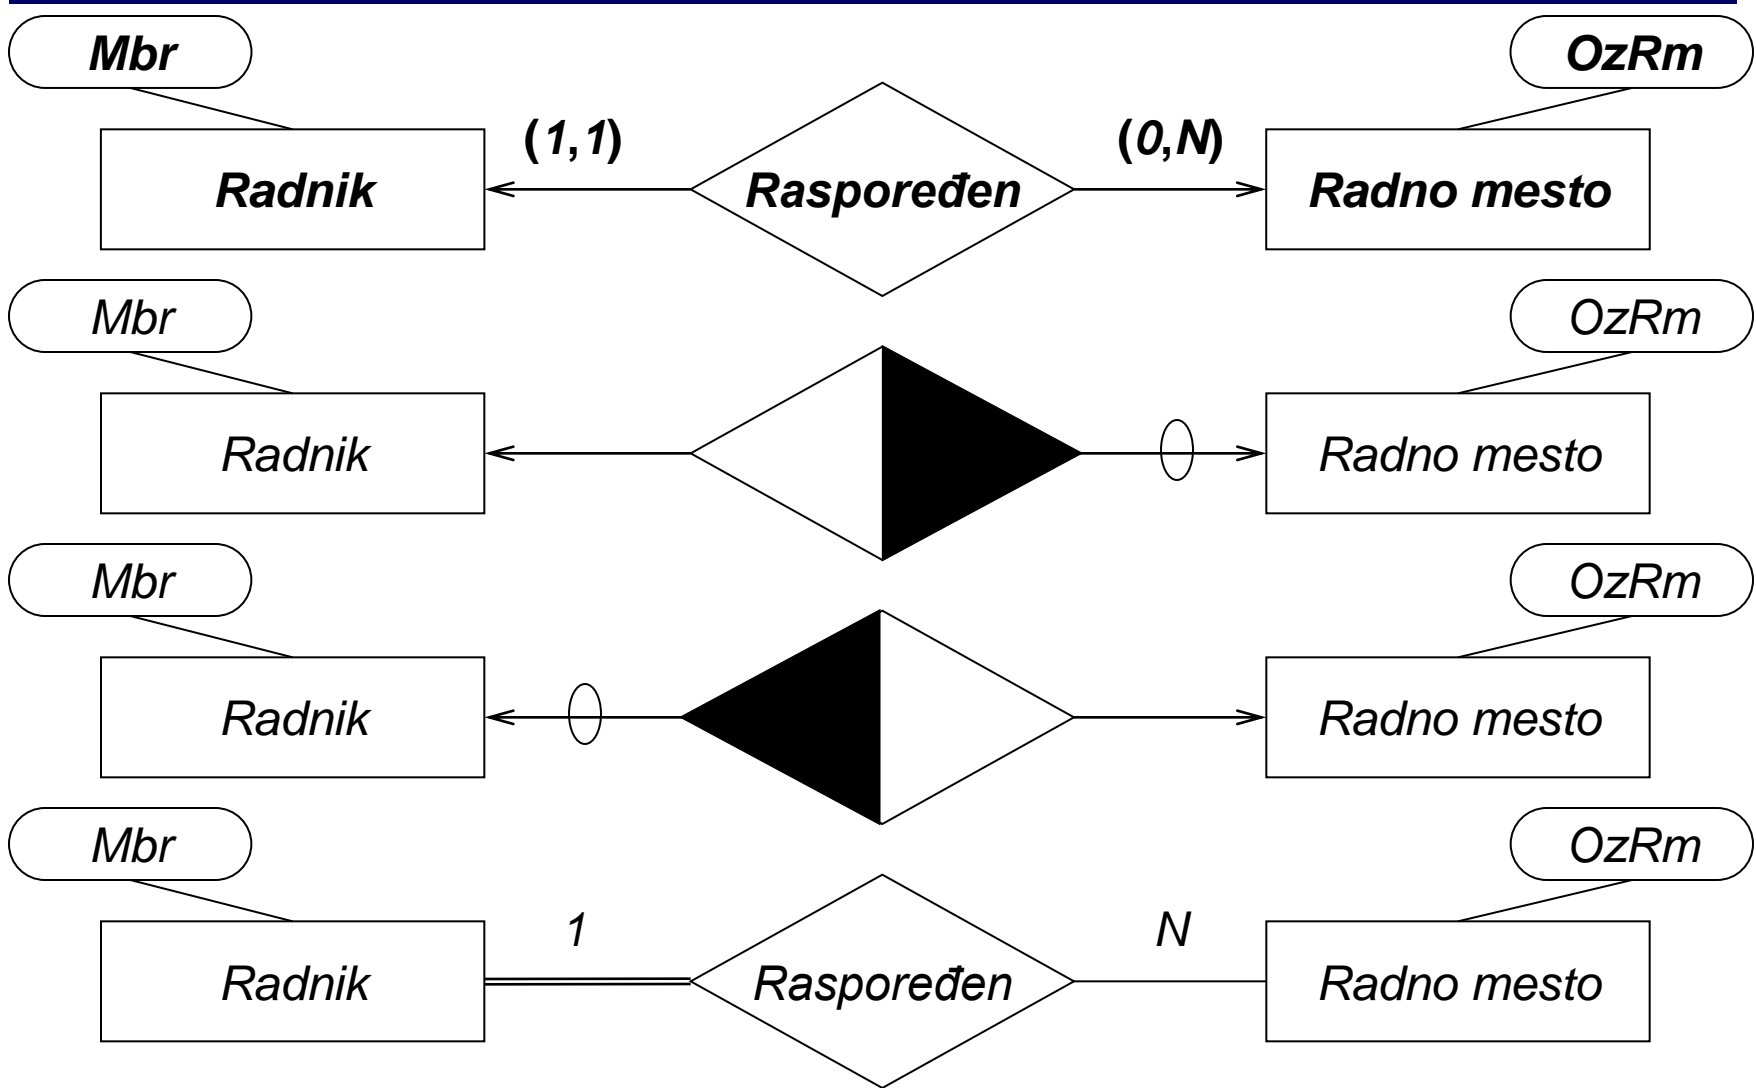 Mbr
OzRm
(1,1)
(0,N)
Radnik
Raspoređen
Radno mesto
Mbr
OzRm
Radnik
Radno mesto
Mbr
OzRm
Radnik
Radno mesto
Mbr
OzRm
1
N
Radnik
Raspoređen
Radno mesto